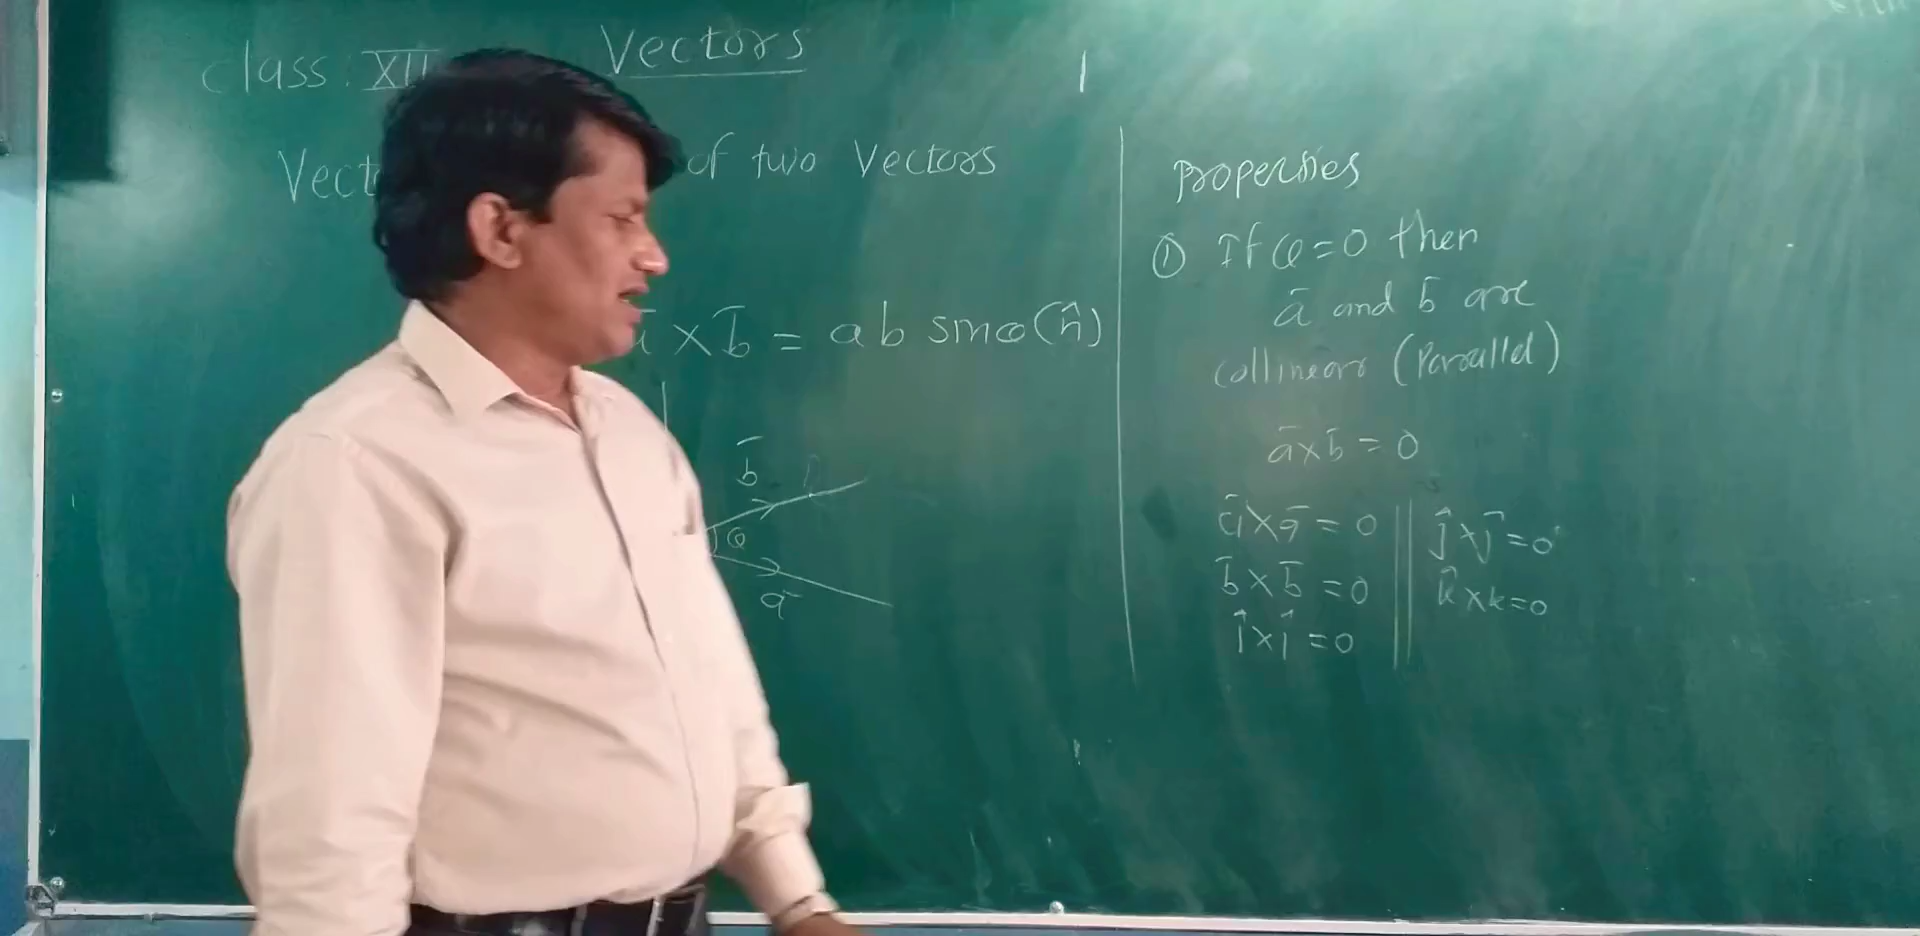 class: XII
Vectors
Vect of two Vectors
x b̄ = a b sinθ(n̂)
b̄
θ
ā
Properties
① If θ=0 then
ā and b̄ are
collinear (Parallel)
ā×b̄ = 0
ā×ā = 0
b̄×b̄ = 0
î×î = 0
ĵ×j̄=0
k̂×k=0